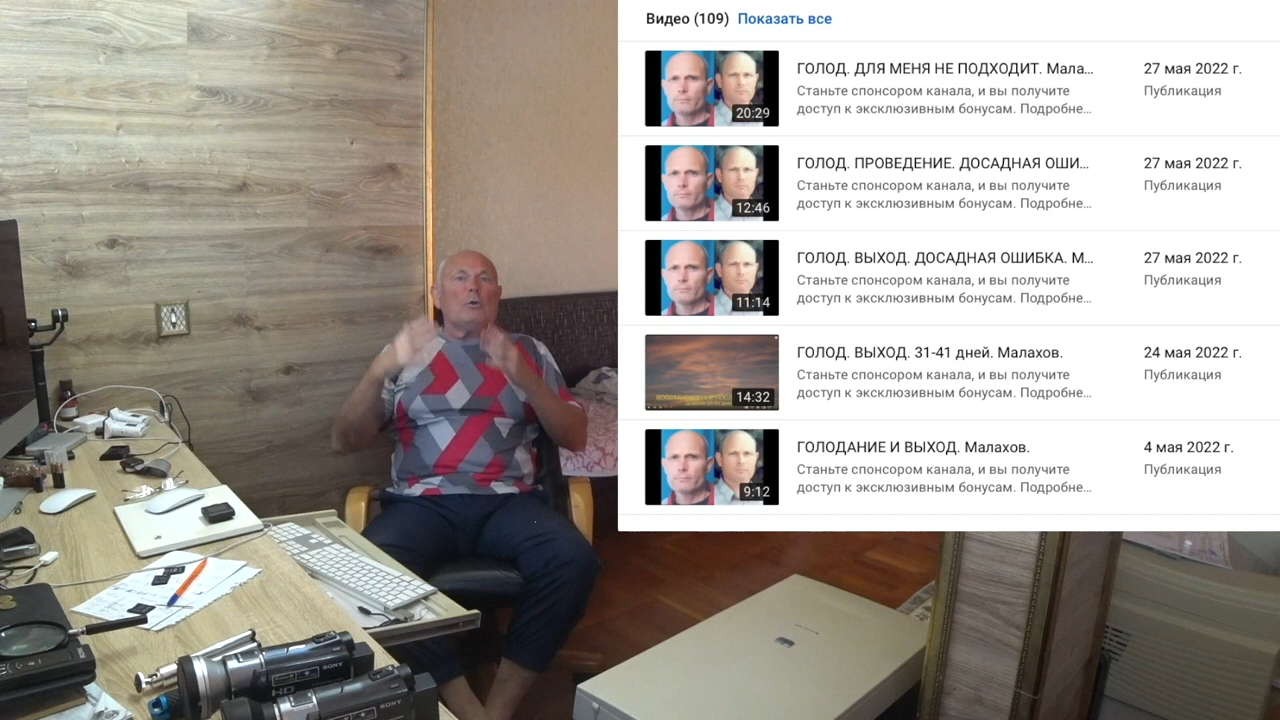 Видео (109) Показать все
ГОЛОД. ДЛЯ МЕНЯ НЕ ПОДХОДИТ. Мала…
27 мая 2022 г.
Станьте спонсором канала, и вы получите
Публикация
доступ к эксклюзивным бонусам. Подробне…
20:29
ГОЛОД. ПРОВЕДЕНИЕ. ДОСАДНАЯ ОШИ…
27 мая 2022 г.
Станьте спонсором канала, и вы получите
Публикация
доступ к эксклюзивным бонусам. Подробне…
12:46
ГОЛОД. ВЫХОД. ДОСАДНАЯ ОШИБКА. М…
27 мая 2022 г.
Станьте спонсором канала, и вы получите
Публикация
доступ к эксклюзивным бонусам. Подробне…
11:14
ГОЛОД. ВЫХОД. 31-41 дней. Малахов.
24 мая 2022 г.
Станьте спонсором канала, и вы получите
Публикация
доступ к эксклюзивным бонусам. Подробне…
14:32
ГОЛОДАНИЕ И ВЫХОД. Малахов.
4 мая 2022 г.
Станьте спонсором канала, и вы получите
Публикация
доступ к эксклюзивным бонусам. Подробне…
9:12
SONY
HD
SONY